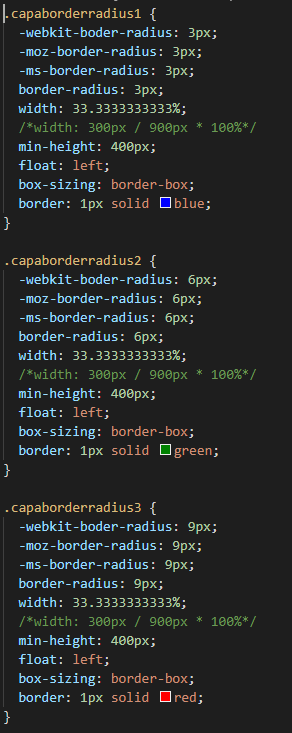 .capaborderradius1 {
-webkit-boder-radius: 3px;
-moz-border-radius: 3px;
-ms-border-radius: 3px;
border-radius: 3px;
width: 33.3333333333%;
/*width: 300px / 900px * 100%*/
min-height: 400px;
float: left;
box-sizing: border-box;
border: 1px solid blue;
}
.capaborderradius2 {
-webkit-boder-radius: 6px;
-moz-border-radius: 6px;
-ms-border-radius: 6px;
border-radius: 6px;
width: 33.3333333333%;
/*width: 300px / 900px * 100%*/
min-height: 400px;
float: left;
box-sizing: border-box;
border: 1px solid green;
}
.capaborderradius3 {
-webkit-boder-radius: 9px;
-moz-border-radius: 9px;
-ms-border-radius: 9px;
border-radius: 9px;
width: 33.3333333333%;
/*width: 300px / 900px * 100%*/
min-height: 400px;
float: left;
box-sizing: border-box;
border: 1px solid red;
}